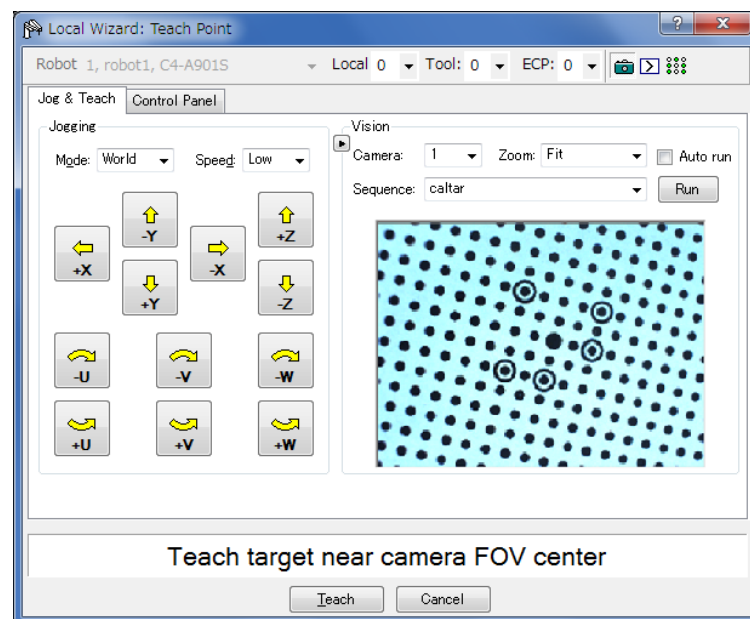 Local Wizard: Teach Point
Robot 1, robot1, C4-A901S Local 0 Tool: 0 ECP: 0
Jog & Teach Control Panel
Jogging
Mode: World Speed: Low
-Y +Z
+X -X
+Y -Z
-U -V -W
+U +V +W
Vision
Camera: 1 Zoom: Fit Auto run
Sequence: caltar Run
Teach target near camera FOV center
Teach Cancel